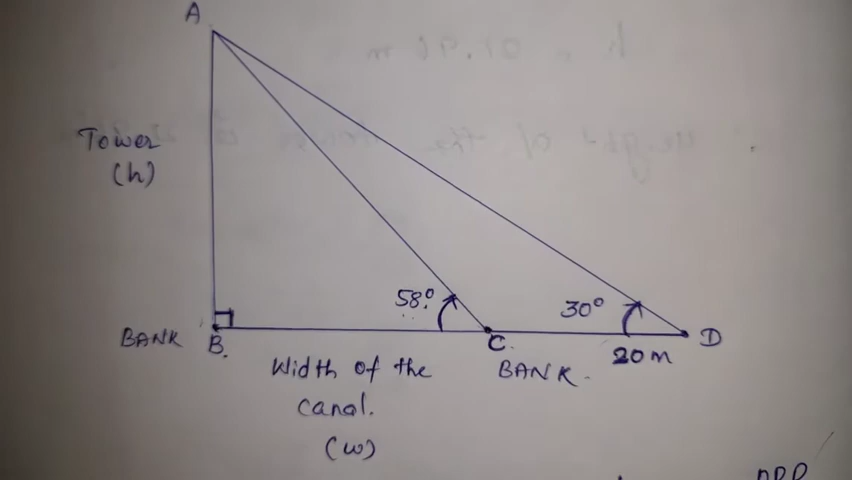 A
Tower
(h)
58°
30°
BANK
B.
C.
20 m
D
Width of the
canal.
(w)
BANK.